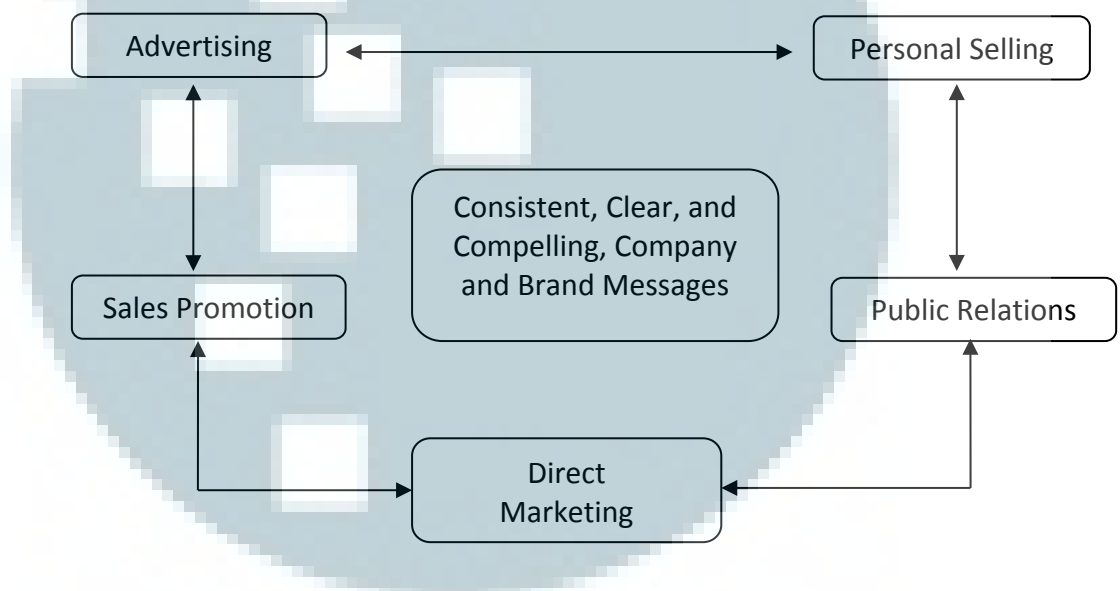 Advertising
Personal Selling
Consistent, Clear, and
Compelling, Company
and Brand Messages
Sales Promotion
Public Relations
Direct
Marketing